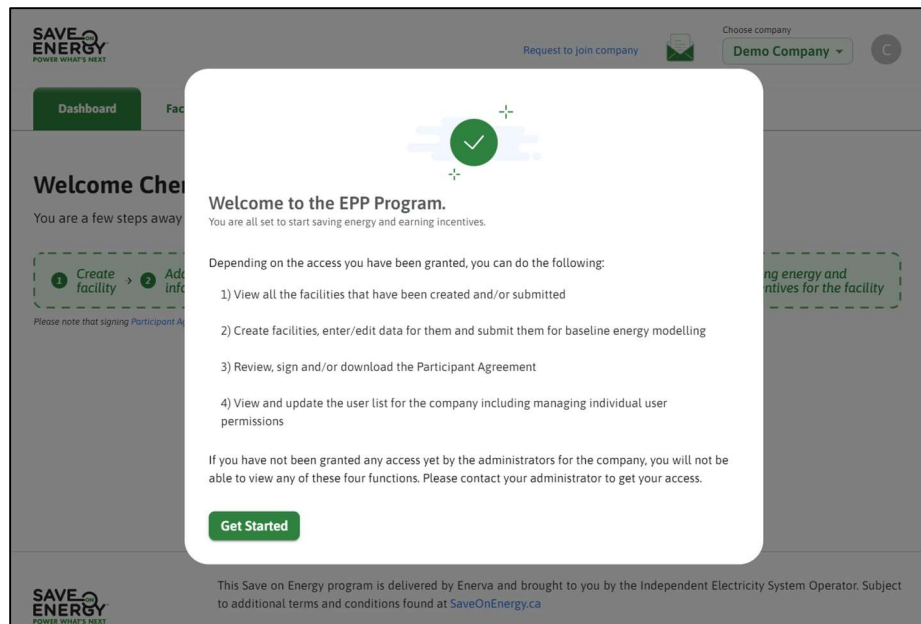 SAVE ON
ENERGY
POWER WHAT'S NEXT
Request to join company
Choose company
Demo Company
C
Dashboard
Fac
Welcome Cher
You are a few steps away
1 Create
facility → 2 Add
info
ng energy and
ntives for the facility
Please note that signing Participant Ag
Welcome to the EPP Program.
You are all set to start saving energy and earning incentives.
Depending on the access you have been granted, you can do the following:
1) View all the facilities that have been created and/or submitted
2) Create facilities, enter/edit data for them and submit them for baseline energy modelling
3) Review, sign and/or download the Participant Agreement
4) View and update the user list for the company including managing individual user
permissions
If you have not been granted any access yet by the administrators for the company, you will not be
able to view any of these four functions. Please contact your administrator to get your access.
Get Started
SAVE ON
ENERGY
POWER WHAT'S NEXT
This Save on Energy program is delivered by Enerva and brought to you by the Independent Electricity System Operator. Subject
to additional terms and conditions found at SaveOnEnergy.ca